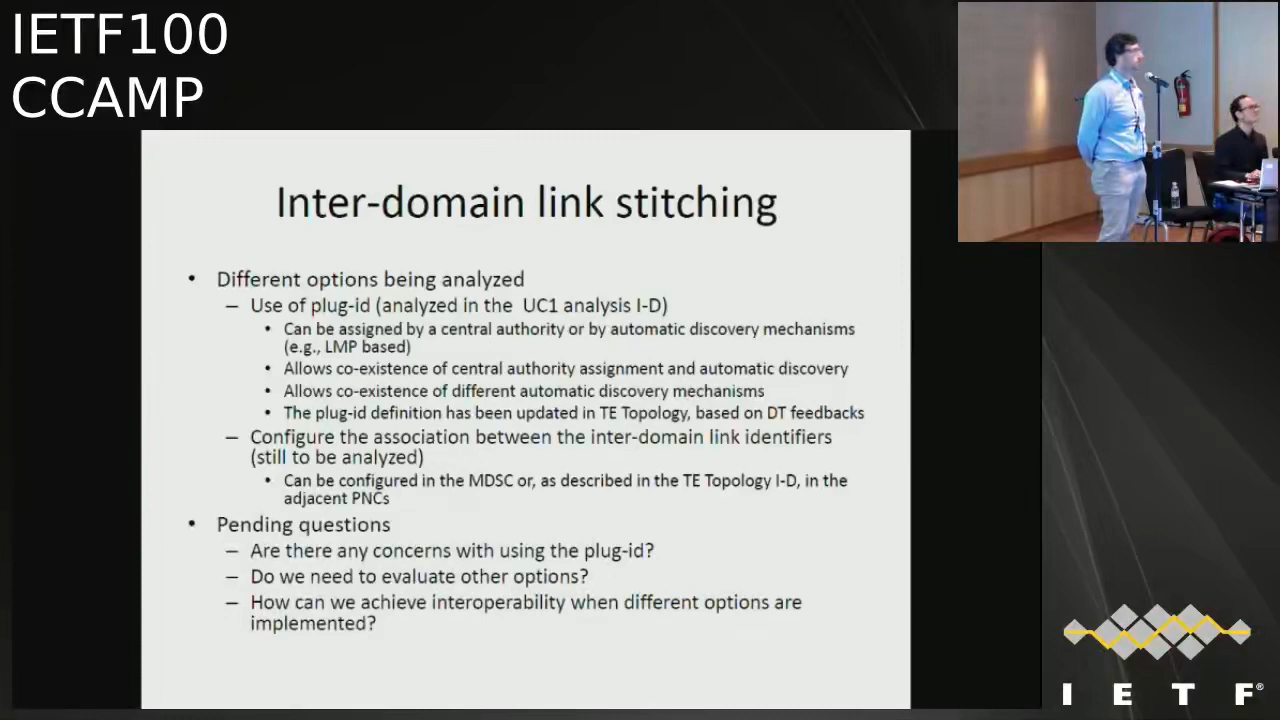 IETF100
CCAMP
Inter-domain link stitching
• Different options being analyzed
– Use of plug-id (analyzed in the UC1 analysis I-D)
• Can be assigned by a central authority or by automatic discovery mechanisms
(e.g., LMP based)
• Allows co-existence of central authority assignment and automatic discovery
• Allows co-existence of different automatic discovery mechanisms
• The plug-id definition has been updated in TE Topology, based on DT feedbacks
– Configure the association between the inter-domain link identifiers
(still to be analyzed)
• Can be configured in the MDSC or, as described in the TE Topology I-D, in the
adjacent PNCs
• Pending questions
– Are there any concerns with using the plug-id?
– Do we need to evaluate other options?
– How can we achieve interoperability when different options are
implemented?
I E T F®